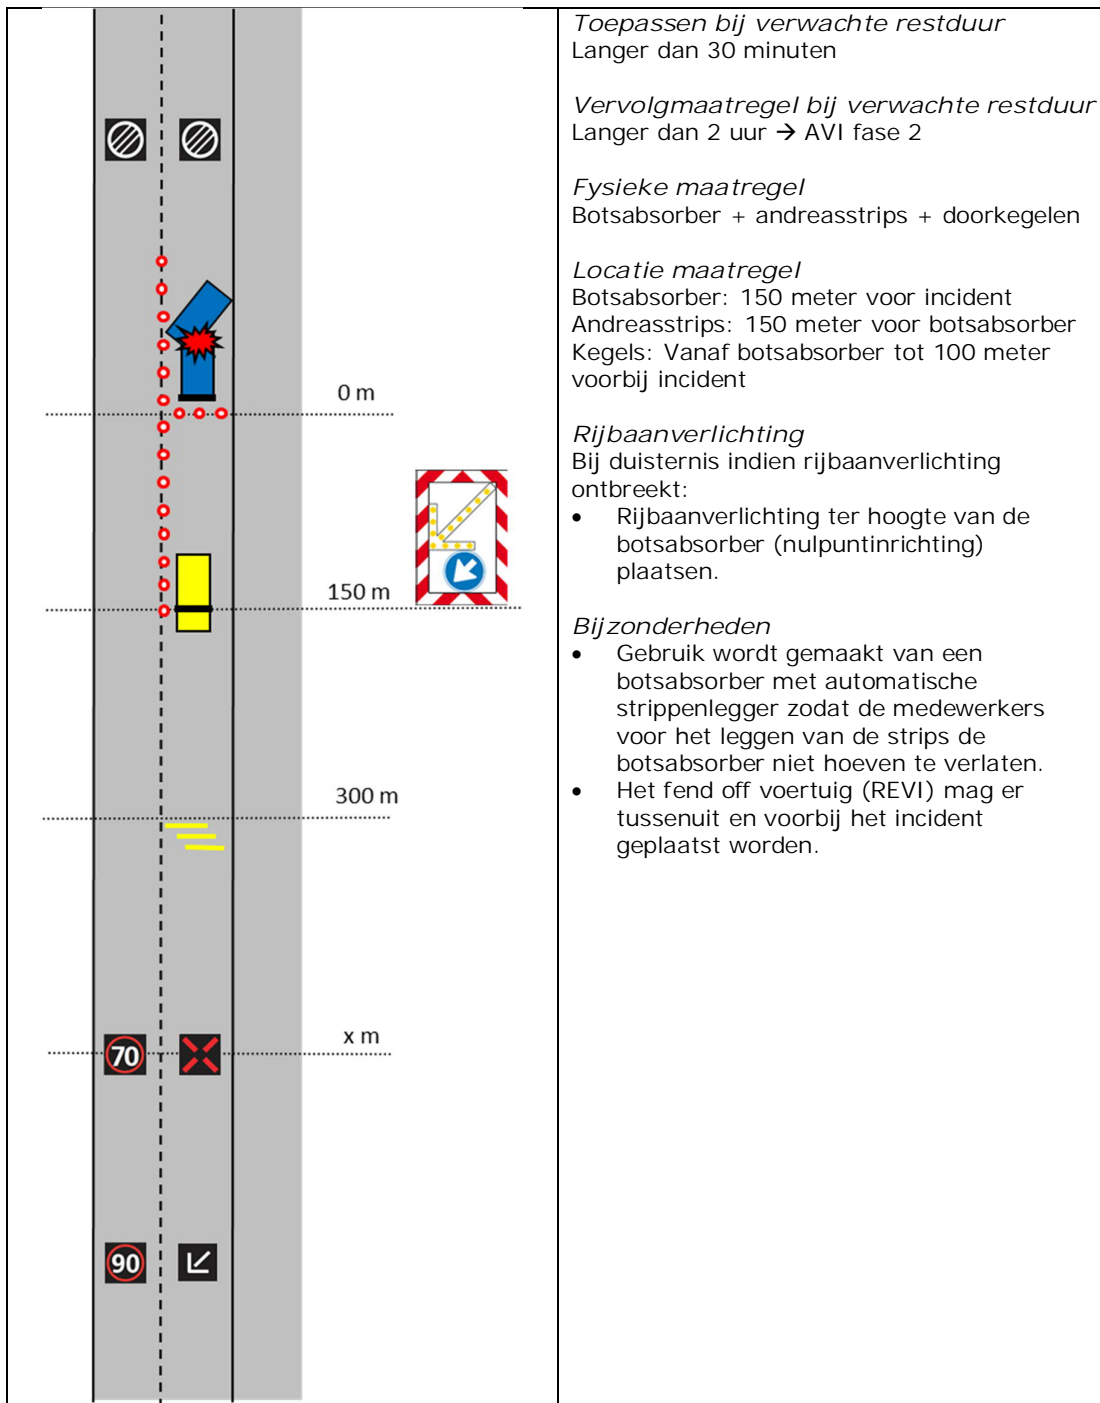 0 m
150 m
300 m
x m
70
90
Toepassen bij verwachte restduur
Langer dan 30 minuten
Vervolgmaatregel bij verwachte restduur
Langer dan 2 uur → AVI fase 2
Fysieke maatregel
Botsabsorber + andreasstrips + doorkegelen
Locatie maatregel
Botsabsorber: 150 meter voor incident
Andreasstrips: 150 meter voor botsabsorber
Kegels: Vanaf botsabsorber tot 100 meter
voorbij incident
Rijbaanverlichting
Bij duisternis indien rijbaanverlichting
ontbreekt:
• Rijbaanverlichting ter hoogte van de
botsabsorber (nulpuntinrichting)
plaatsen.
Bijzonderheden
• Gebruik wordt gemaakt van een
botsabsorber met automatische
strippenlegger zodat de medewerkers
voor het leggen van de strips de
botsabsorber niet hoeven te verlaten.
• Het fend off voertuig (REVI) mag er
tussenuit en voorbij het incident
geplaatst worden.